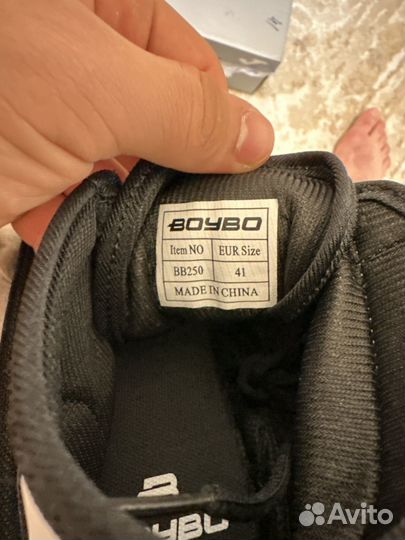 BOYBO
Item NO EUR Size
BB250 41
MADE IN CHINA
BOYBO
Avito